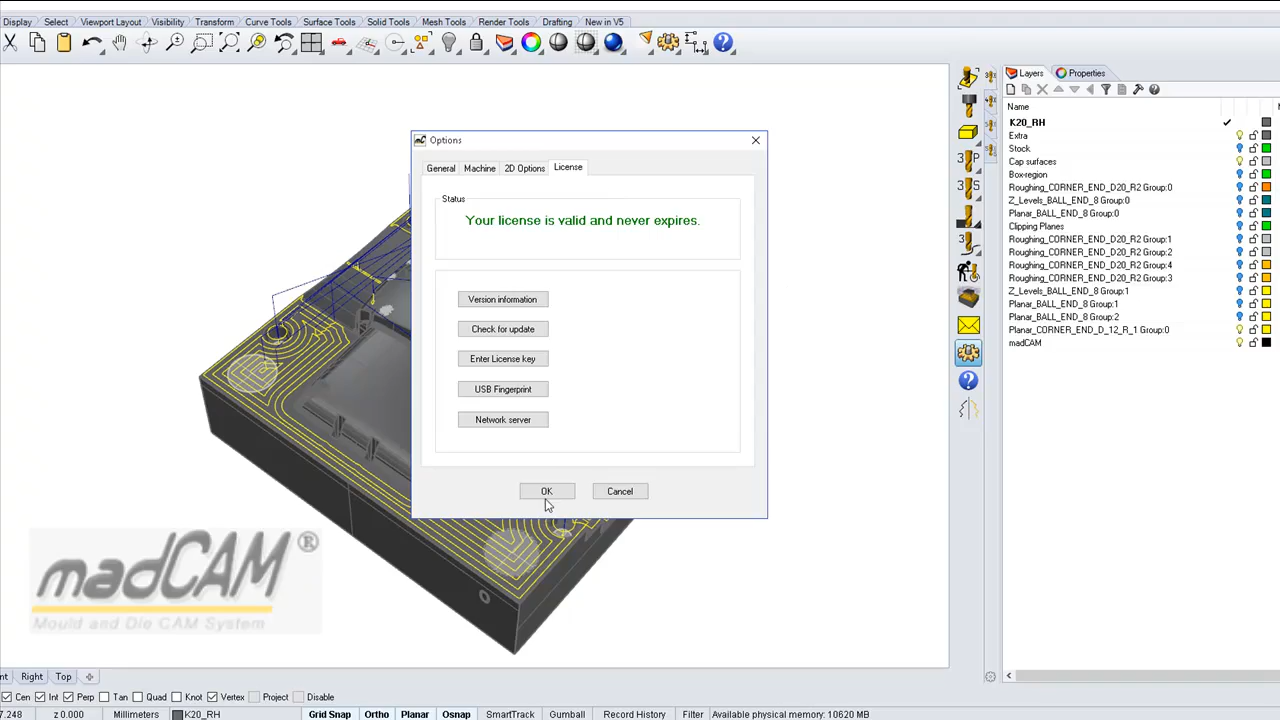 Display Select Viewport Layout Visibility Transform Curve Tools Surface Tools Solid Tools Mesh Tools Render Tools Drafting New in V5
Layers Properties
Name
K20_RH
Extra
Stock
Cap surfaces
Box-region
Roughing_CORNER_END_D20_R2 Group:0
Z_Levels_BALL_END_8 Group:0
Planar_BALL_END_8 Group:0
Clipping Planes
Roughing_CORNER_END_D20_R2 Group:1
Roughing_CORNER_END_D20_R2 Group:2
Roughing_CORNER_END_D20_R2 Group:4
Roughing_CORNER_END_D20_R2 Group:3
Z_Levels_BALL_END_8 Group:1
Planar_BALL_END_8 Group:1
Planar_BALL_END_8 Group:2
Planar_CORNER_END_D_12_R_1 Group:0
madCAM
Options
General Machine 2D Options License
Status
Your license is valid and never expires.
Version information
Check for update
Enter License key
USB Fingerprint
Network server
OK Cancel
madCAM ®
Mould and Die CAM System
Right Top
Cen Int Perp Tan Quad Knot Vertex Project Disable
7.248 z 0.000 Millimeters K20_RH Grid Snap Ortho Planar Osnap SmartTrack Gumball Record History Filter Available physical memory: 10620 MB